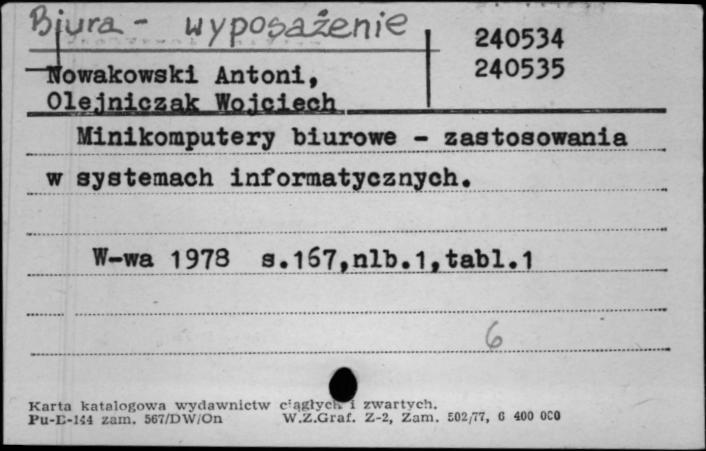 Biura - wyposażenie
240534
240535
Nowakowski Antoni,
Olejniczak Wojciech
Minikomputery biurowe - zastosowania
w systemach informatycznych.
W-wa 1978 s.167,nlb.1,tabl.1
6
Karta katalogowa wydawnictw ciągłych i zwartych.
Pu-E-144 zam. 567/DW/On W.Z.Graf. Z-2, Zam. 502/77, 6 400 000